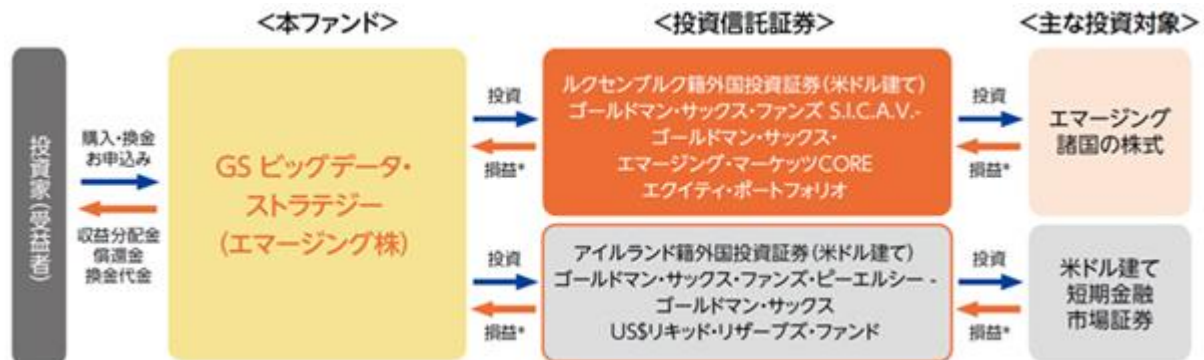 <本ファンド>
<投資信託証券>
<主な投資対象>
投資家(受益者)
購入・換金
お申込み
収益分配金
償還金
換金代金
GS ビッグデータ・
ストラテジー
(エマージング株)
投資
損益*
ルクセンブルク籍外国投資証券(米ドル建て)
ゴールドマン・サックス・ファンズ S.I.C.A.V.-
ゴールドマン・サックス・
エマージング・マーケッツCORE
エクイティ・ポートフォリオ
投資
損益*
エマージング
諸国の株式
投資
損益*
アイルランド籍外国投資証券(米ドル建て)
ゴールドマン・サックス・ファンズ・ピーエルシー -
ゴールドマン・サックス
US$リキッド・リザーブズ・ファンド
投資
損益*
米ドル建て
短期金融
市場証券